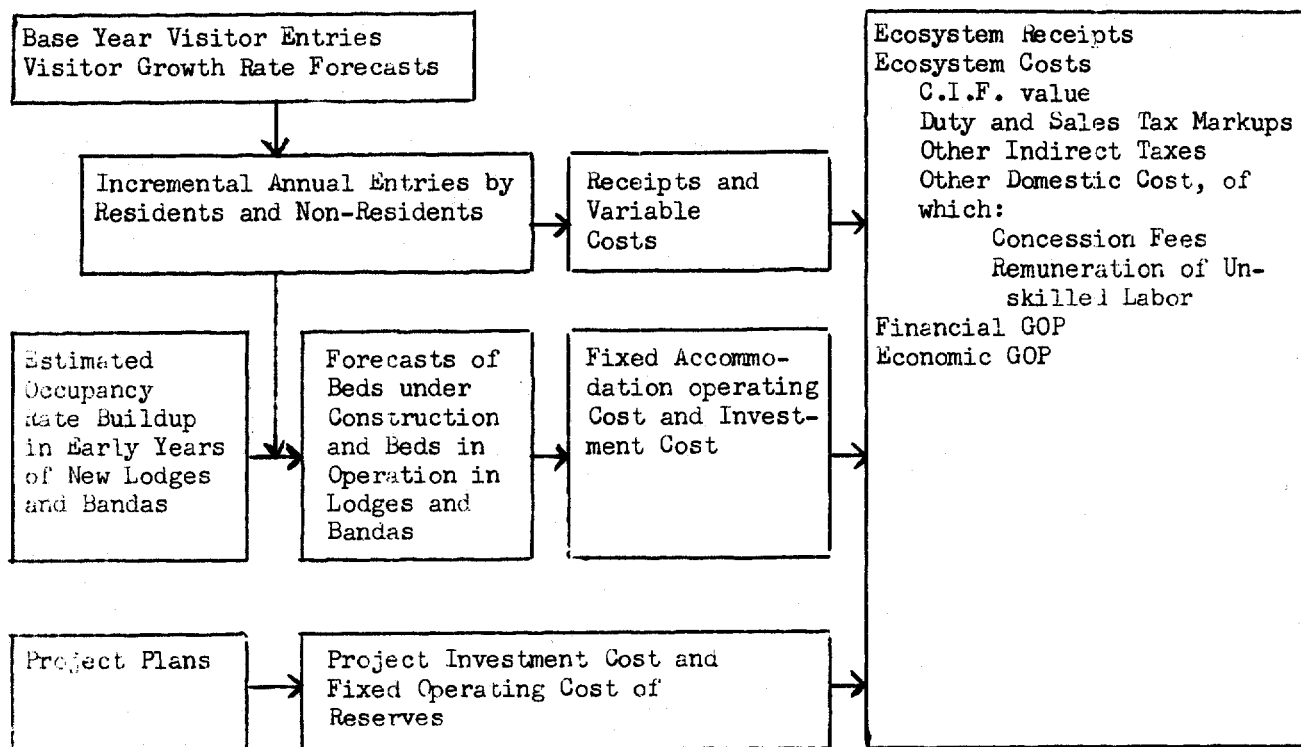 Base Year Visitor Entries
Visitor Growth Rate Forecasts
Incremental Annual Entries by
Residents and Non-Residents
Receipts and
Variable
Costs
Ecosystem Receipts
Ecosystem Costs
C.I.F. value
Duty and Sales Tax Markups
Other Indirect Taxes
Other Domestic Cost, of
which:
Concession Fees
Remuneration of Un-
skilled Labor
Financial GOP
Economic GOP
Estimated
Occupancy
Rate Buildup
in Early Years
of New Lodges
and Bandas
Forecasts of
Beds under
Construction
and Beds in
Operation in
Lodges and
Bandas
Fixed Accommo-
dation operating
Cost and Invest-
ment Cost
Project Plans
Project Investment Cost and
Fixed Operating Cost of
Reserves